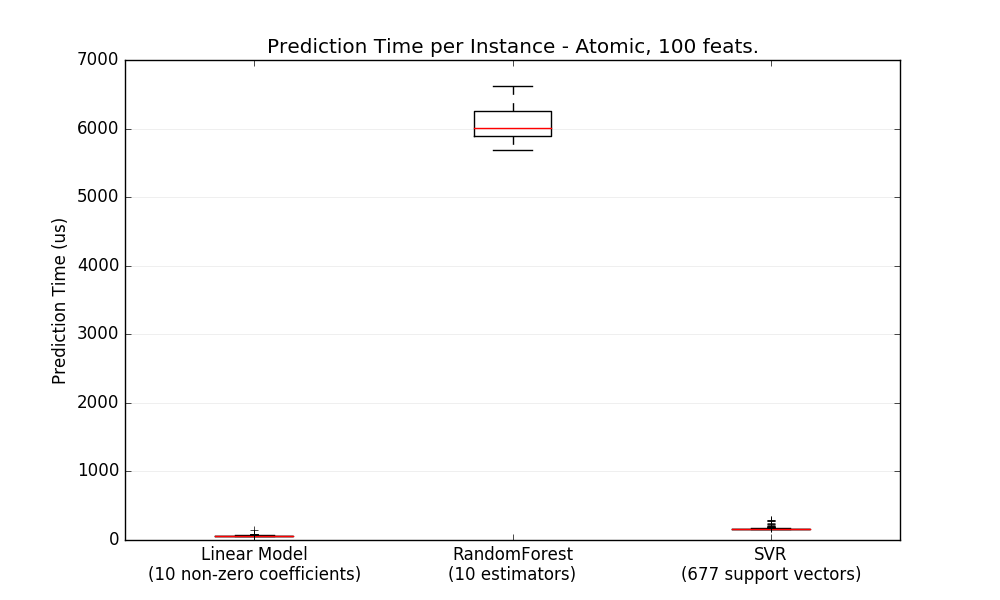 Prediction Time per Instance - Atomic, 100 feats.
7000
6000
5000
4000
3000
2000
1000
0
Prediction Time (us)
Linear Model
(10 non-zero coefficients)
RandomForest
(10 estimators)
SVR
(677 support vectors)